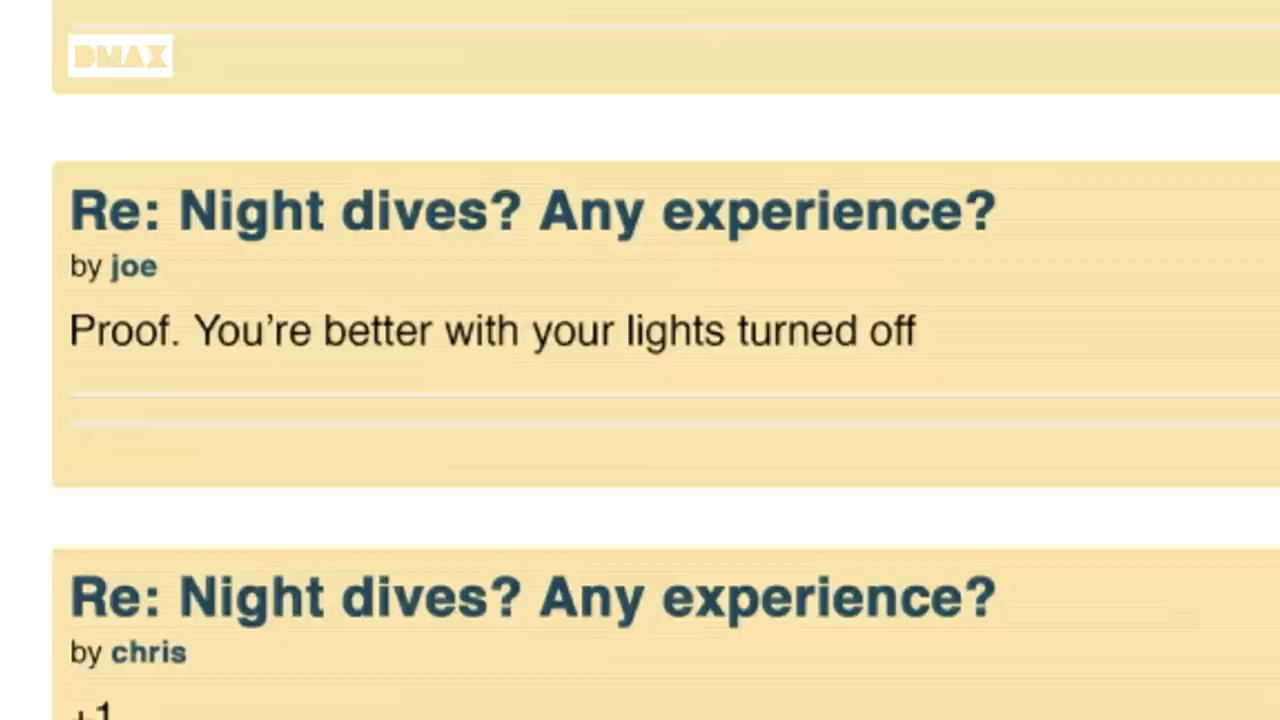 DMAX
Re: Night dives? Any experience?
by joe
Proof. You’re better with your lights turned off
Re: Night dives? Any experience?
by chris
+1